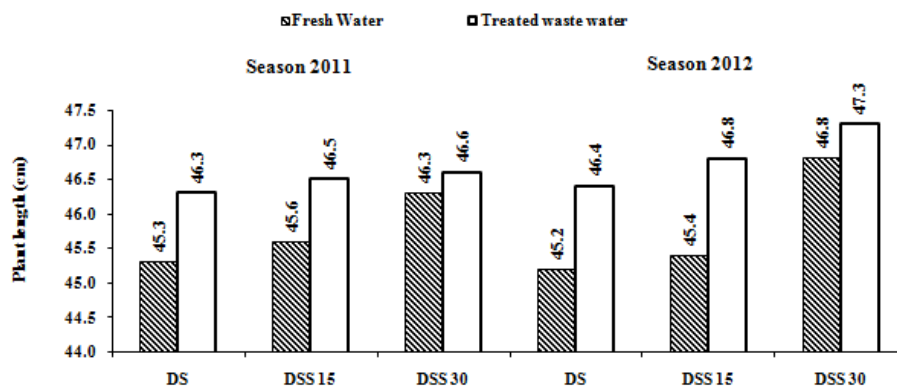 Fresh Water Treated waste water
Season 2011 Season 2012
Plant length (cm)
47.5
47.0
46.5
46.0
45.5
45.0
44.5
44.0
45.3 46.3 45.6 46.5 46.3 46.6 45.2 46.4 45.4 46.8 46.8 47.3
DS DSS 15 DSS 30 DS DSS 15 DSS 30